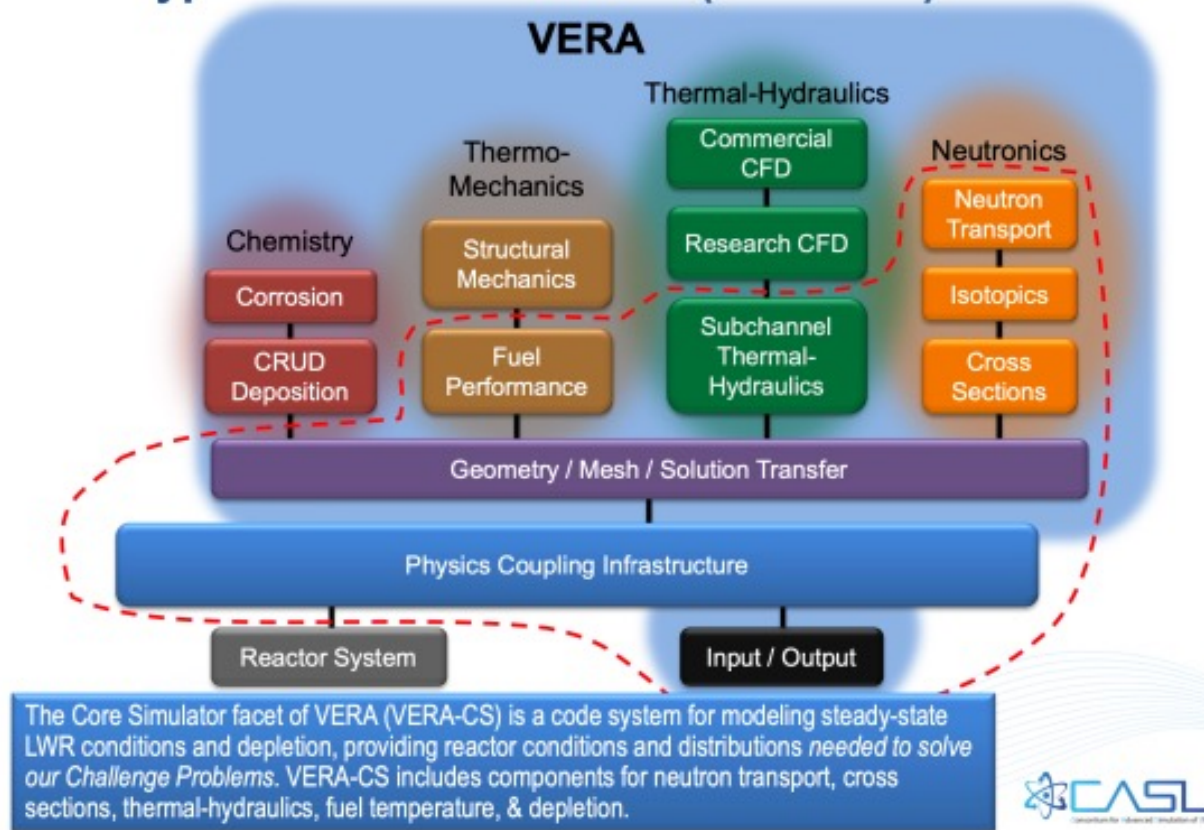 VERA
Thermal-Hydraulics
Commercial
CFD
Neutronics
Thermo-
Mechanics
Neutron
Transport
Chemistry
Structural
Mechanics
Research CFD
Corrosion
Isotopics
CRUD
Deposition
Fuel
Performance
Subchannel
Thermal-
Hydraulics
Cross
Sections
Geometry / Mesh / Solution Transfer
Physics Coupling Infrastructure
Reactor System
Input / Output
The Core Simulator facet of VERA (VERA-CS) is a code system for modeling steady-state
LWR conditions and depletion, providing reactor conditions and distributions needed to solve
our Challenge Problems. VERA-CS includes components for neutron transport, cross
sections, thermal-hydraulics, fuel temperature, & depletion.
CASL